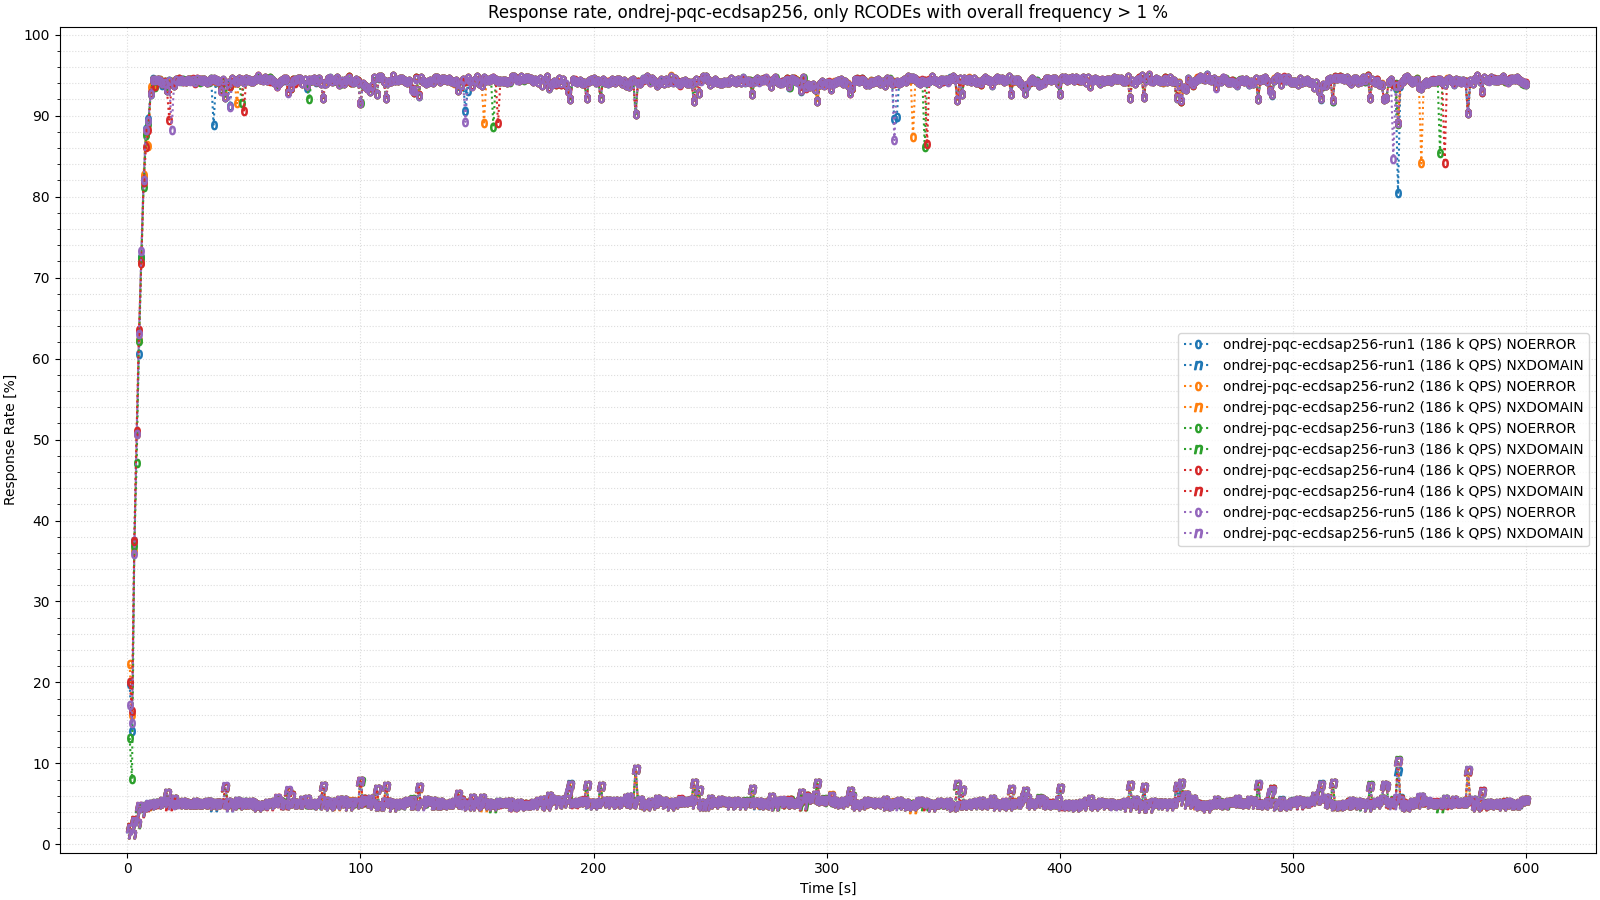 Response rate, ondrej-pqc-ecdsap256, only RCODEs with overall frequency > 1 %
Response Rate [%]
100
90
80
70
60
50
40
30
20
10
0
ondrej-pqc-ecdsap256-run1 (186 k QPS) NOERROR
ondrej-pqc-ecdsap256-run1 (186 k QPS) NXDOMAIN
ondrej-pqc-ecdsap256-run2 (186 k QPS) NOERROR
ondrej-pqc-ecdsap256-run2 (186 k QPS) NXDOMAIN
ondrej-pqc-ecdsap256-run3 (186 k QPS) NOERROR
ondrej-pqc-ecdsap256-run3 (186 k QPS) NXDOMAIN
ondrej-pqc-ecdsap256-run4 (186 k QPS) NOERROR
ondrej-pqc-ecdsap256-run4 (186 k QPS) NXDOMAIN
ondrej-pqc-ecdsap256-run5 (186 k QPS) NOERROR
ondrej-pqc-ecdsap256-run5 (186 k QPS) NXDOMAIN
0 100 200 300 400 500 600
Time [s]